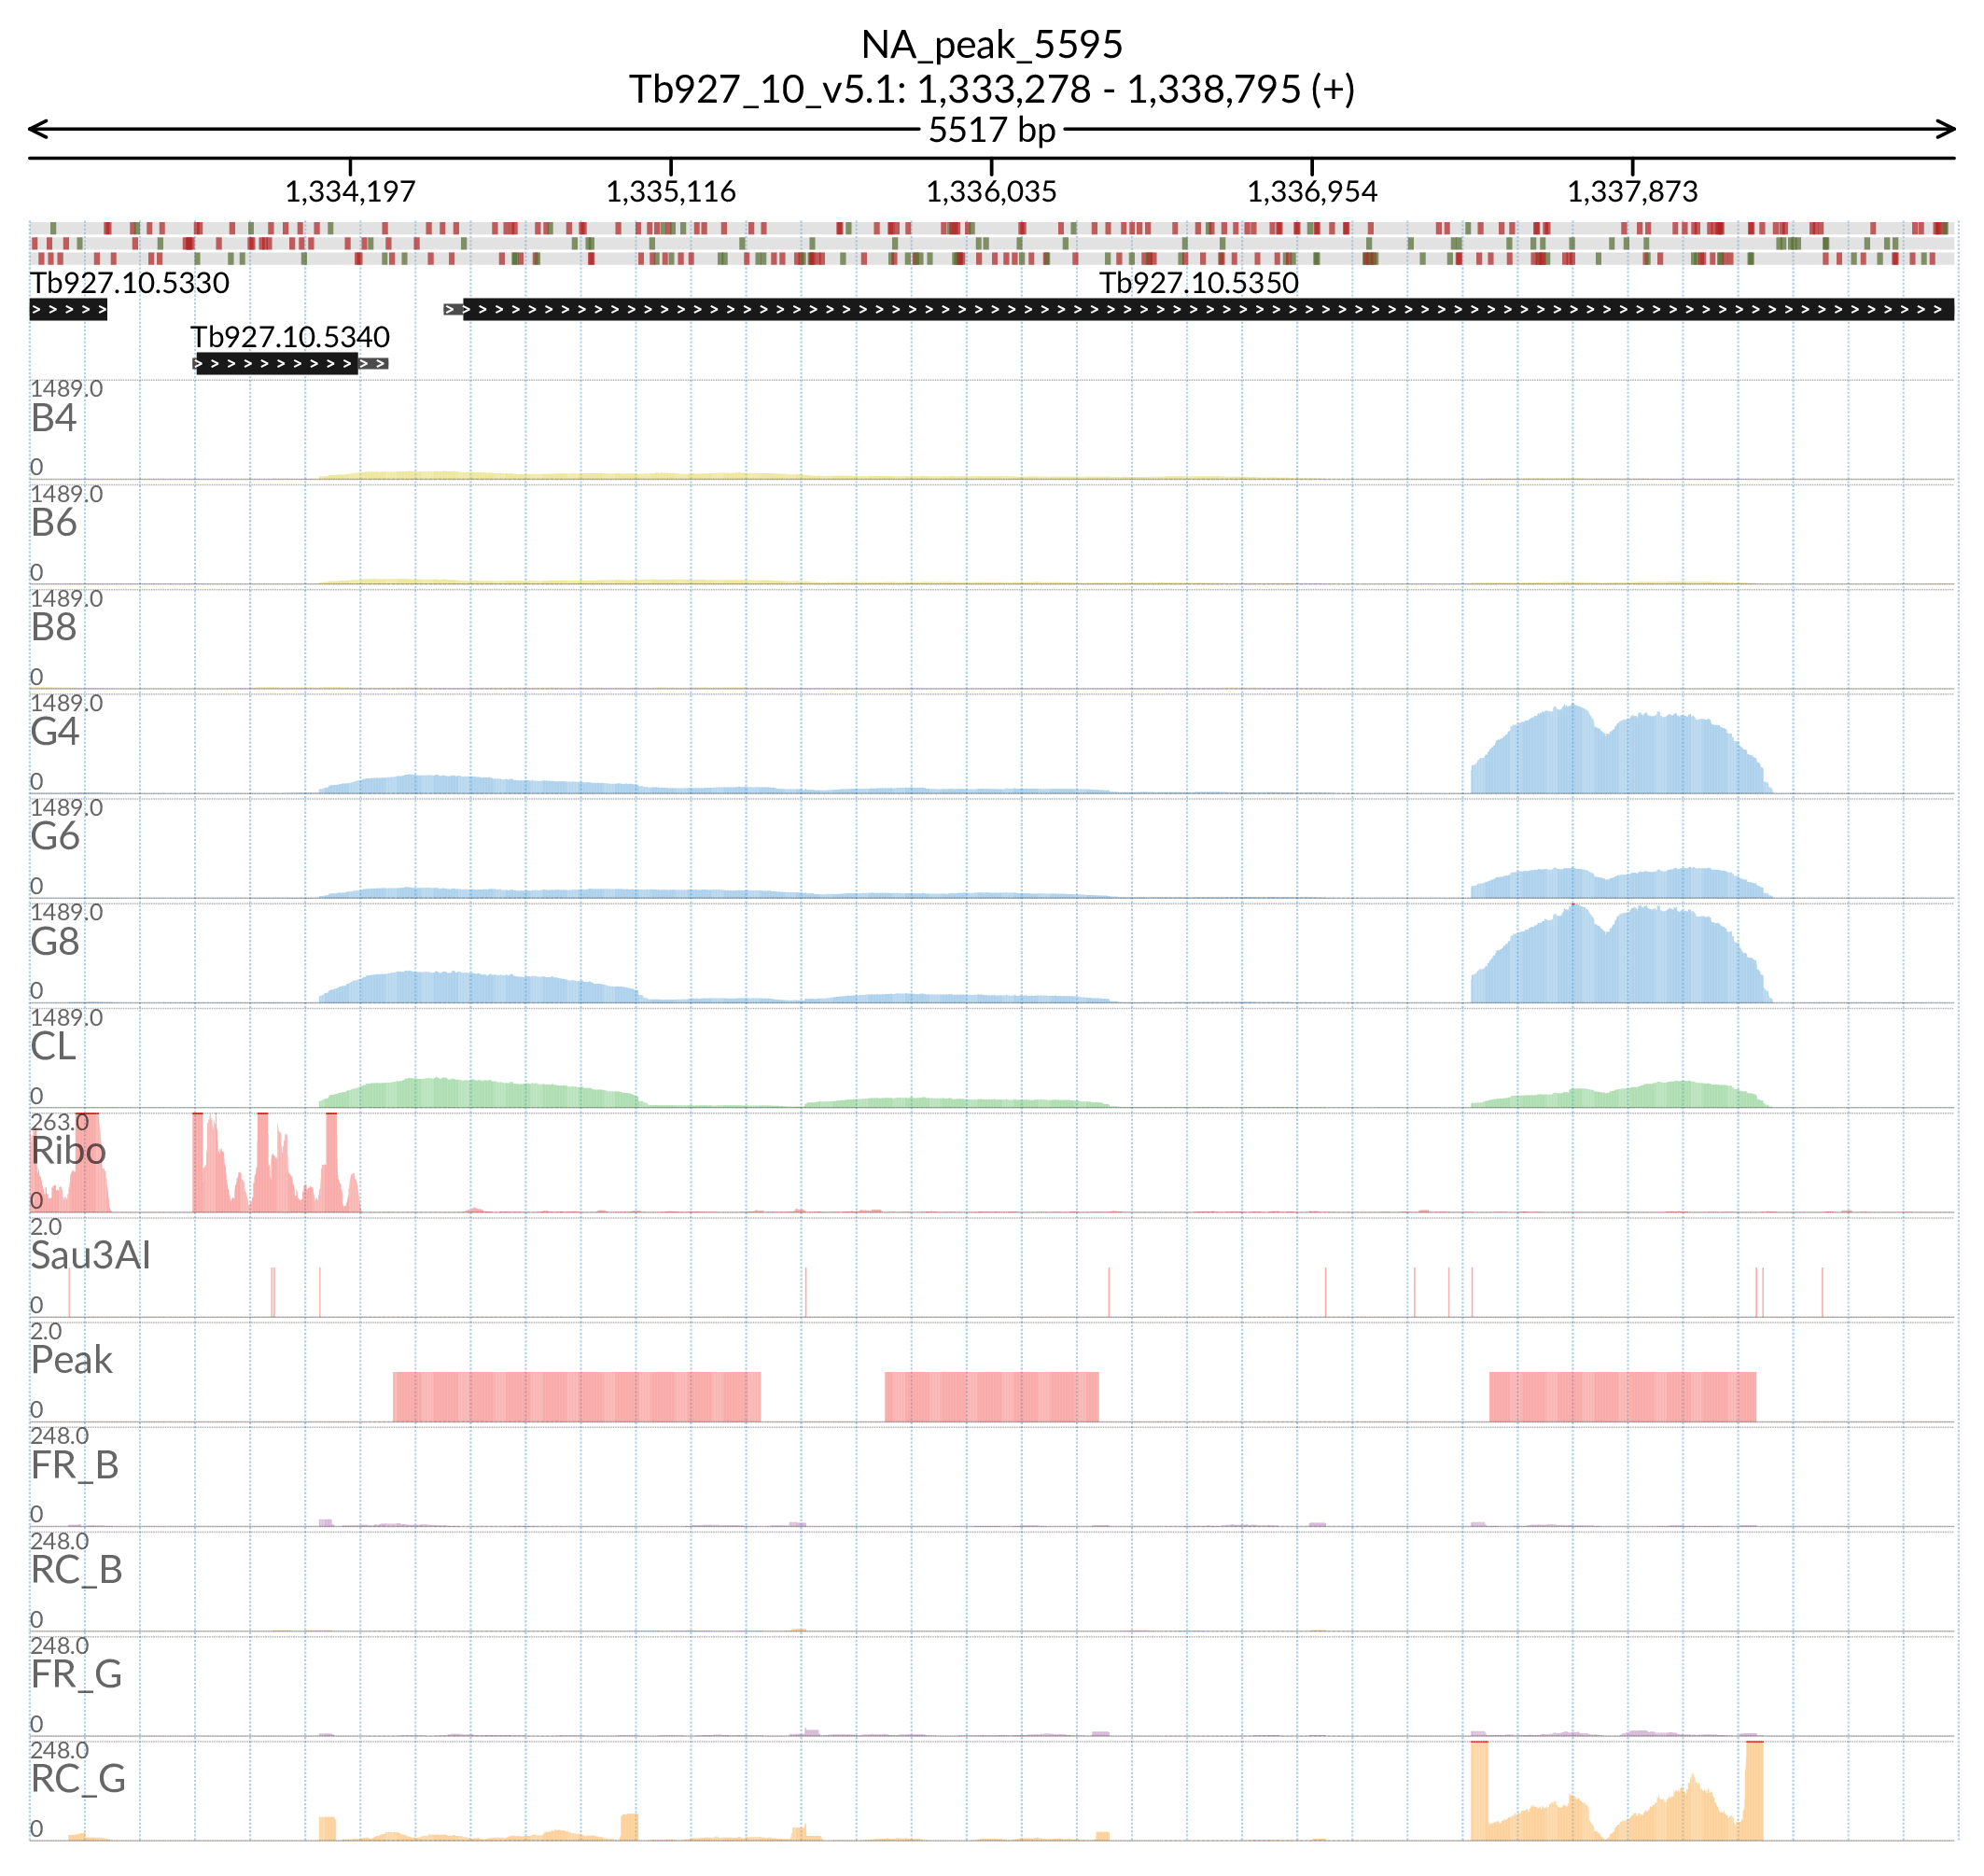 NA_peak_5595
Tb927_10_v5.1: 1,333,278 - 1,338,795 (+)
5517 bp
1,334,197 1,335,116 1,336,035 1,336,954 1,337,873
Tb927.10.5330 Tb927.10.5350
Tb927.10.5340
1489.0
B4
0
1489.0
B6
0
1489.0
B8
0
1489.0
G4
0
1489.0
G6
0
1489.0
G8
0
1489.0
CL
0
263.0
Ribo
0
2.0
Sau3AI
0
2.0
Peak
0
248.0
FR_B
0
248.0
RC_B
0
248.0
FR_G
0
248.0
RC_G
0